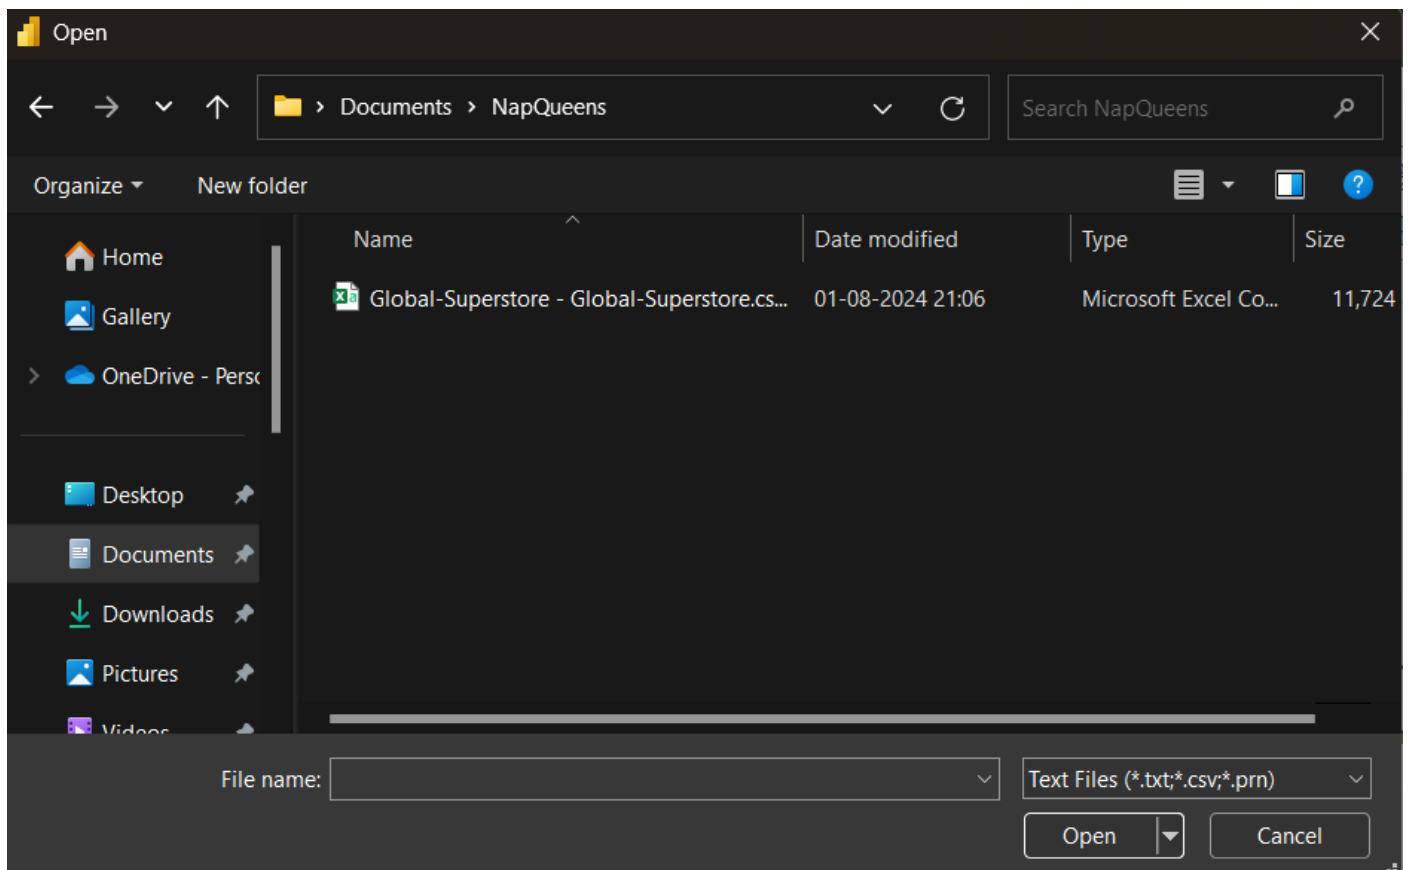 Open
Documents > NapQueens
Search NapQueens
Organize
New folder
Name
Date modified
Type
Size
Home
Gallery
OneDrive - Perso
Desktop
Documents
Downloads
Pictures
Videos
Global-Superstore - Global-Superstore.cs...
01-08-2024 21:06
Microsoft Excel Co...
11,724
File name:
Text Files (*.txt;*.csv;*.prn)
Open
Cancel